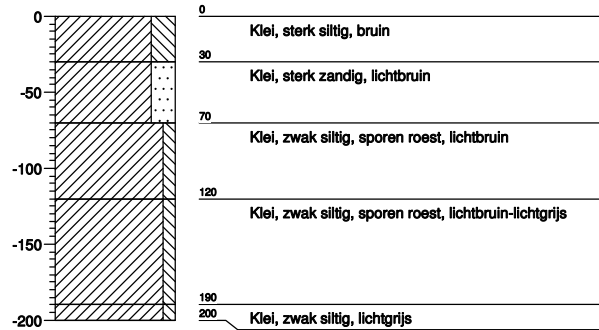 0
0
Klei, sterk siltig, bruin
30
Klei, sterk zandig, lichtbruin
-50
70
Klei, zwak siltig, sporen roest, lichtbruin
-100
120
Klei, zwak siltig, sporen roest, lichtbruin-lichtgrijs
-150
190
200
Klei, zwak siltig, lichtgrijs
-200